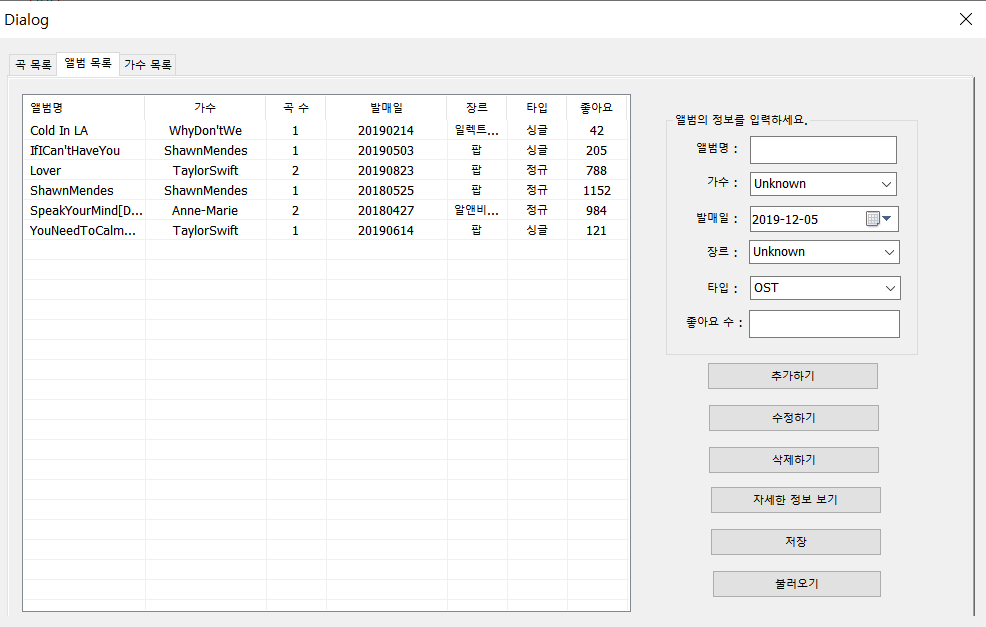 Dialog
곡 목록 앨범 목록 가수 목록
앨범명 가수 곡 수 발매일 장르 타입 좋아요
Cold In LA WhyDon'tWe 1 20190214 일렉트... 싱글 42
IfICan'tHaveYou ShawnMendes 1 20190503 팝 싱글 205
Lover TaylorSwift 2 20190823 팝 정규 788
ShawnMendes ShawnMendes 1 20180525 팝 정규 1152
SpeakYourMind[D... Anne-Marie 2 20180427 알앤비... 정규 984
YouNeedToCalm... TaylorSwift 1 20190614 팝 싱글 121
앨범의 정보를 입력하세요.
앨범명 :
가수 : Unknown
발매일 : 2019-12-05
장르 : Unknown
타입 : OST
좋아요 수 :
추가하기
수정하기
삭제하기
자세한 정보 보기
저장
불러오기